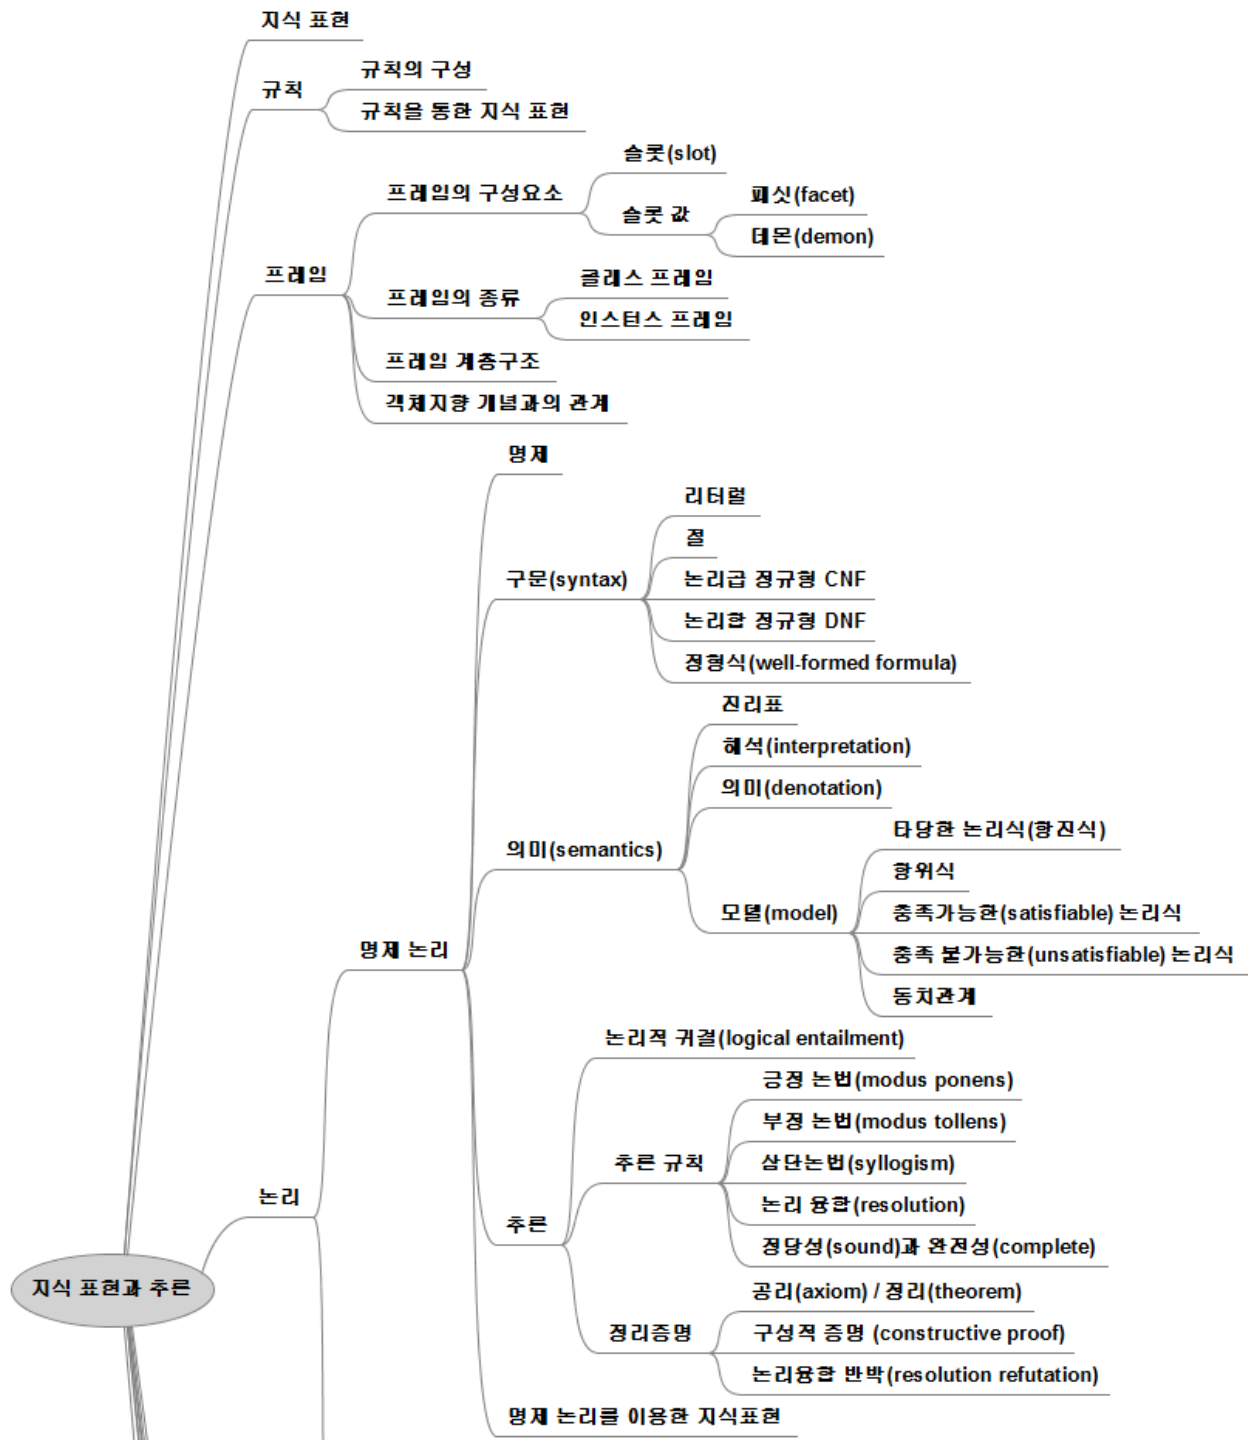 지식 표현
규칙
규칙의 구성
규칙을 통한 지식 표현
프레임
프레임의 구성요소
슬롯(slot)
슬롯 값
패싯(facet)
데몬(demon)
프레임의 종류
클래스 프레임
인스턴스 프레임
프레임 계층구조
객체지향 개념과의 관계
지식 표현과 추론
논리
명제 논리
명제
구문(syntax)
리터럴
절
논리곱 정규형 CNF
논리합 정규형 DNF
정형식(well-formed formula)
의미(semantics)
진리표
해석(interpretation)
의미(denotation)
모델(model)
타당한 논리식(항진식)
항위식
충족가능한(satisfiable) 논리식
충족 불가능한(unsatisfiable) 논리식
동치관계
추론
논리적 귀결(logical entailment)
추론 규칙
긍정 논법(modus ponens)
부정 논법(modus tollens)
삼단논법(syllogism)
논리 융합(resolution)
정당성(sound)과 완전성(complete)
정리증명
공리(axiom) / 정리(theorem)
구성적 증명 (constructive proof)
논리융합 반박(resolution refutation)
명제 논리를 이용한 지식표현